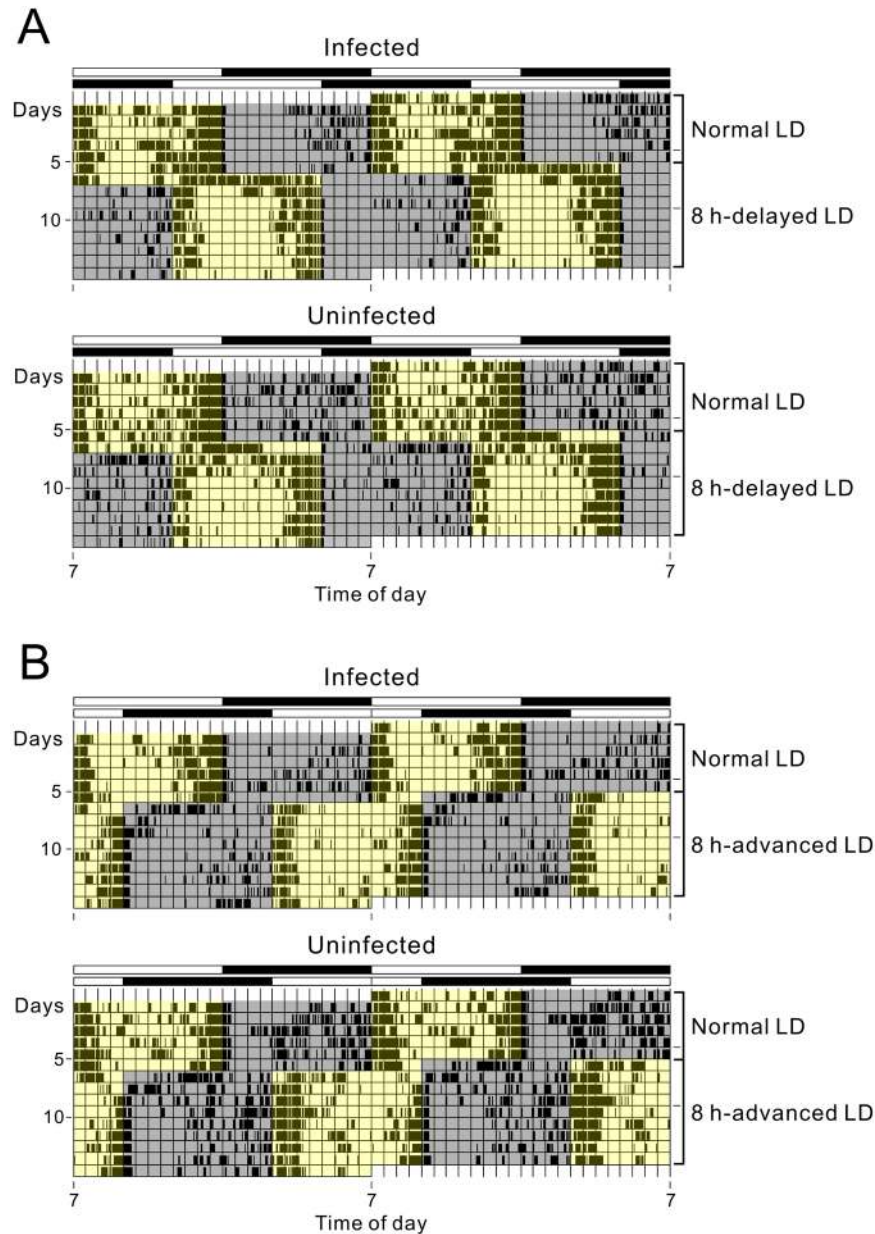 A
Infected
Days
Normal LD
5
8 h-delayed LD
10
Uninfected
Days
Normal LD
5
8 h-delayed LD
10
7 7 7
Time of day
B
Infected
Days
Normal LD
5
8 h-advanced LD
10
Uninfected
Days
Normal LD
5
8 h-advanced LD
10
7 7 7
Time of day